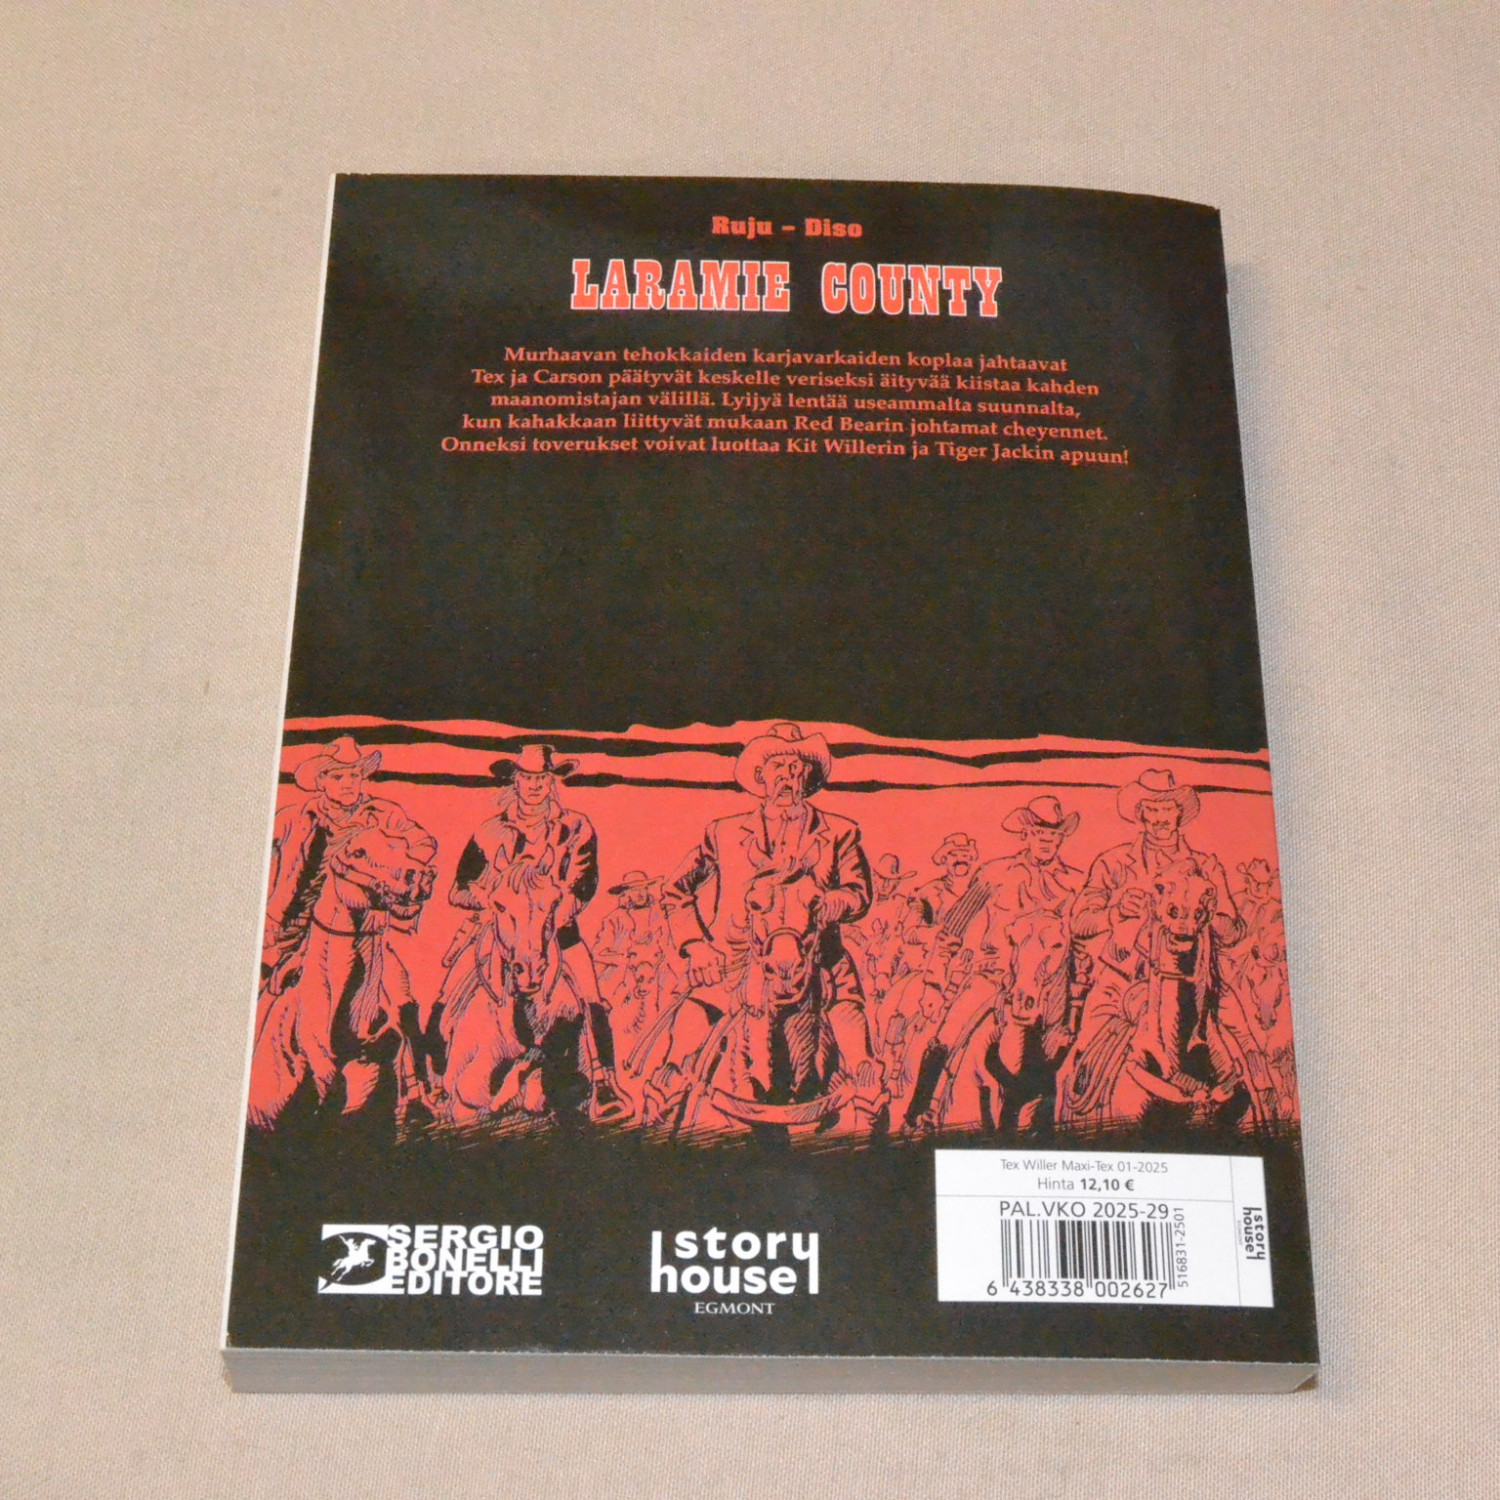 Ruju – Diso
LARAMIE COUNTY
Murhaavan tehokkaiden karjavarkaiden koplaa jahtaavat
Tex ja Carson päätyvät keskelle veriseksi äityvää kiistaa kahden
maanomistajan välillä. Lyijyä lentää useammalta suunnalta,
kun kahakkaan liittyvät mukaan Red Bearin johtamat cheyennet.
Onneksi toverukset voivat luottaa Kit Willerin ja Tiger Jackin apuun!
SERGIO
BONELLI
EDITORE
story
house
EGMONT
Tex Willer Maxi-Tex 01-2025
Hinta 12,10 €
PAL.VKO 2025-29
6 438338 002627
516831-2501
story
house
EGMONT